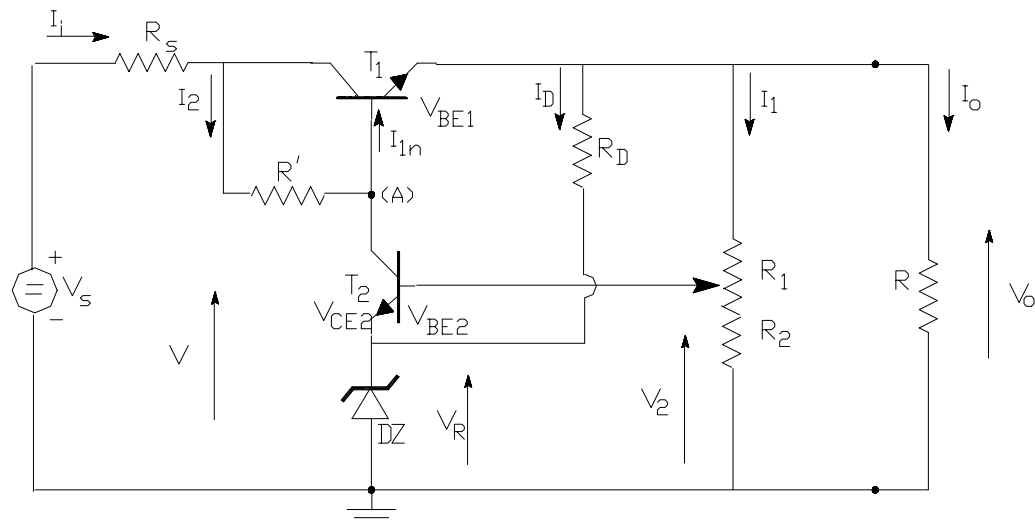 Ii
Rs
T1
I2
VBE1
ID
I1
Io
I1n
RD
R'
(A)
+
Vs
-
T2
VCE2
VBE2
R1
R
Vo
R2
V
V2
VR
DZ